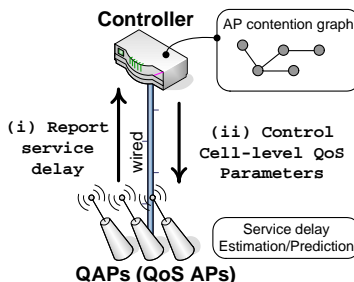 Controller
AP contention graph
(i) Report
service
delay
wired
(ii) Control
Cell-level QoS
Parameters
Service delay
Estimation/Prediction
QAPs (QoS APs)